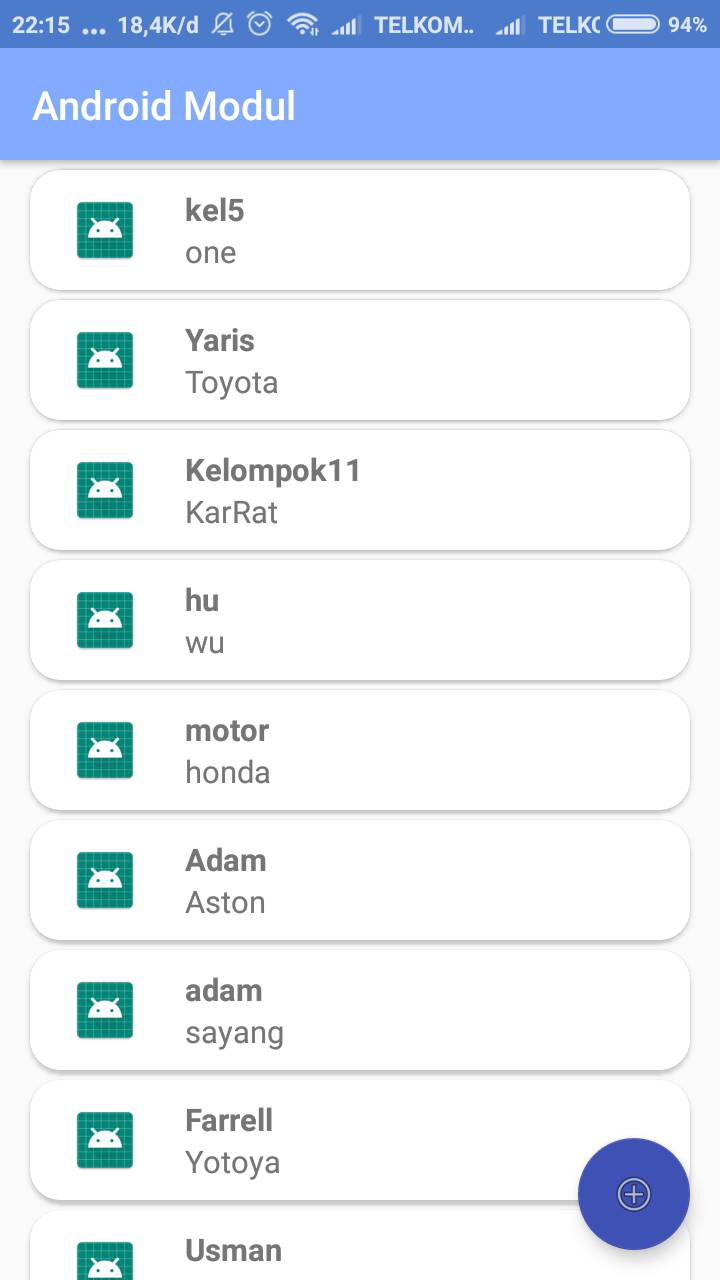 22:15 ... 18,4K/d TELKOM.. TELKC 94%
Android Modul
kel5
one
Yaris
Toyota
Kelompok11
KarRat
hu
wu
motor
honda
Adam
Aston
adam
sayang
Farrell
Yotoya
Usman